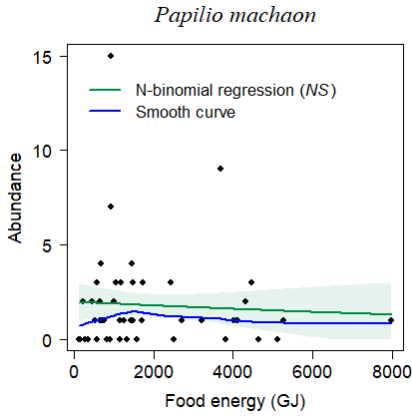 Papilio machaon
15
N-binomial regression (NS)
Smooth curve
10
Abundance
5
0
0 2000 4000 6000 8000
Food energy (GJ)